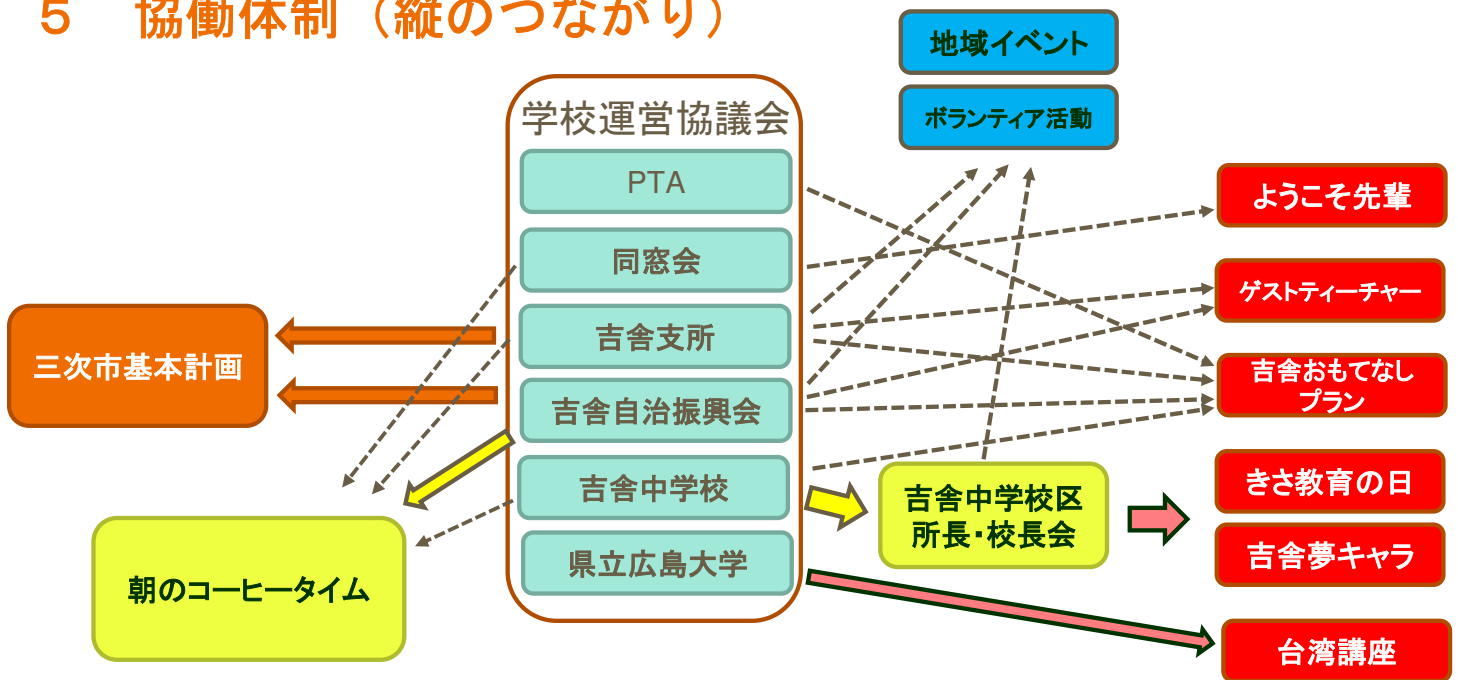 ５　協働体制（縦のつながり）
地域イベント
ボランティア活動
学校運営協議会
PTA
同窓会
吉舎支所
吉舎自治振興会
吉舎中学校
県立広島大学
三次市基本計画
朝のコーヒータイム
吉舎中学校区
所長・校長会
ようこそ先輩
ゲストティーチャー
吉舎おもてなし
プラン
きさ教育の日
吉舎夢キャラ
台湾講座